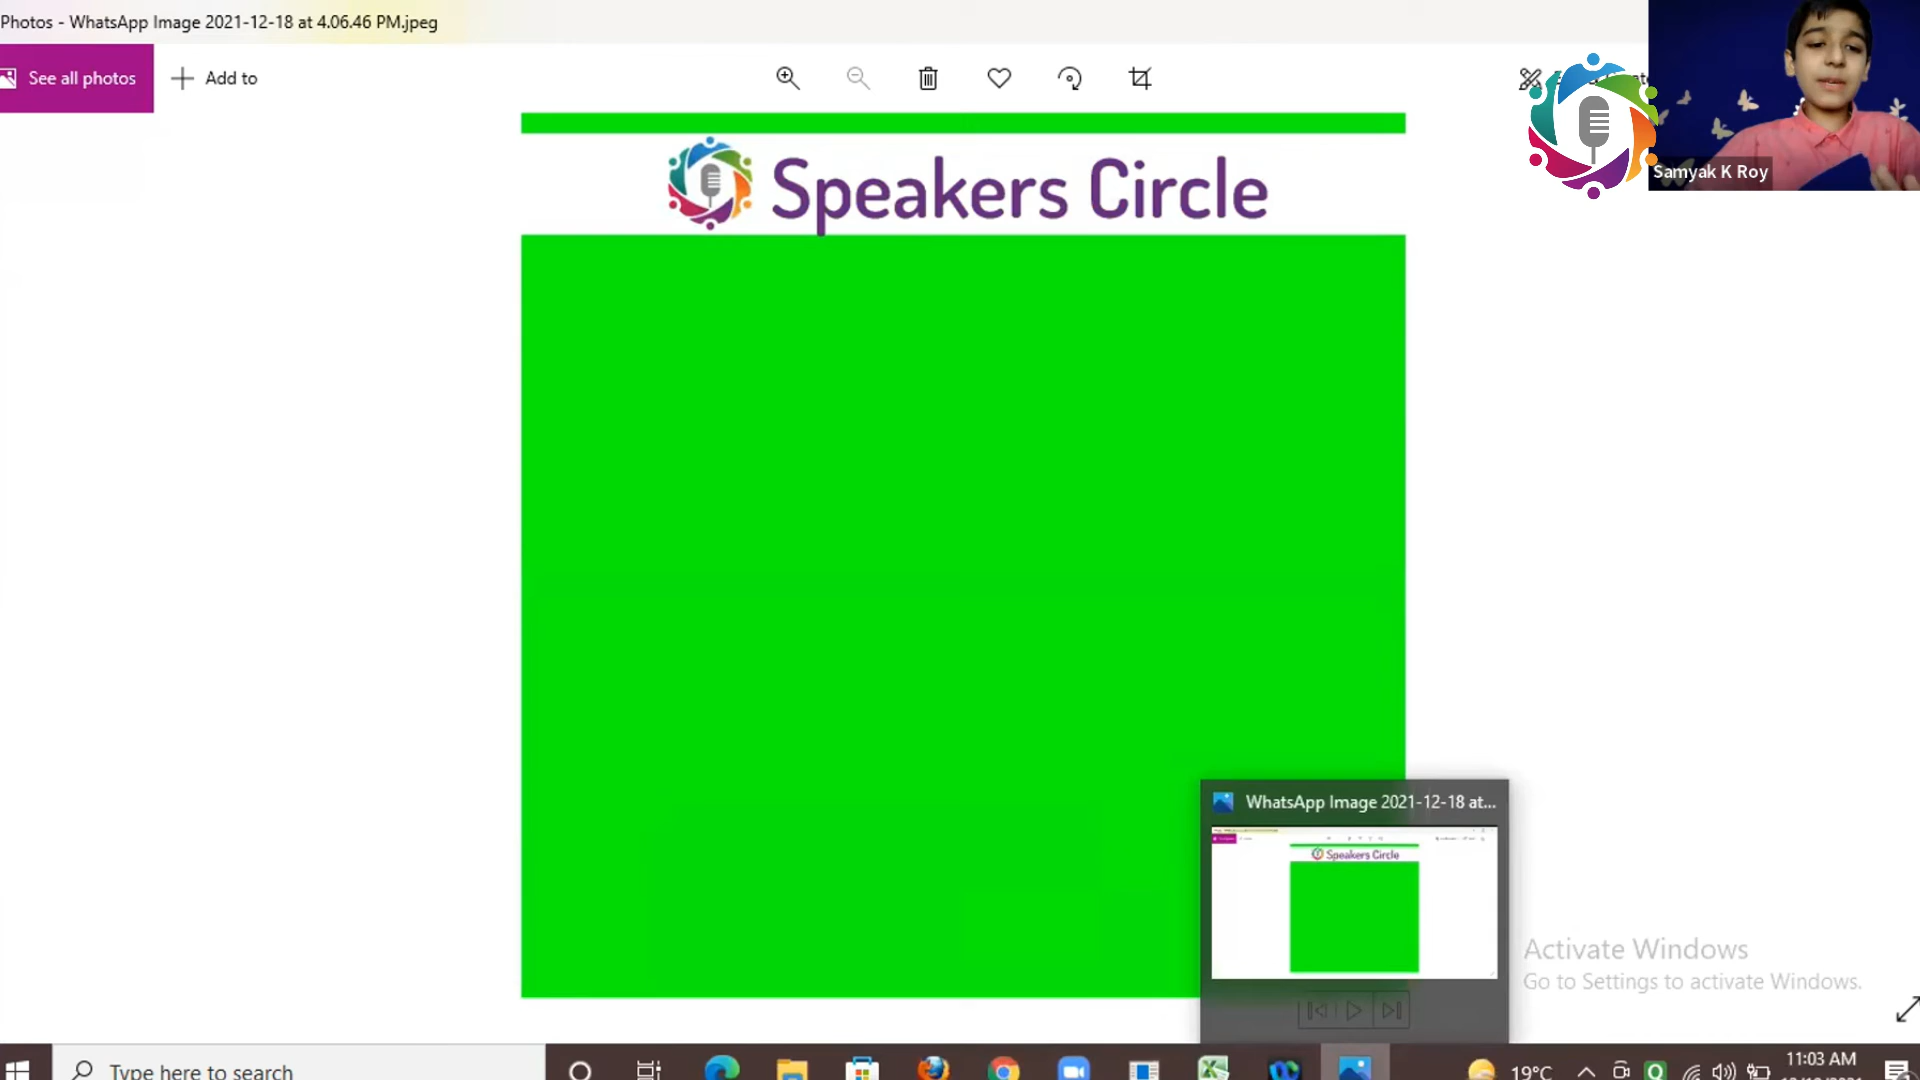 Photos - WhatsApp Image 2021-12-18 at 4.06.46 PM.jpeg
See all photos
Add to
Speakers Circle
Samyak K Roy
WhatsApp Image 2021-12-18 at...
Speakers Circle
Activate Windows
Go to Settings to activate Windows.
Type here to search
19°C
11:03 AM